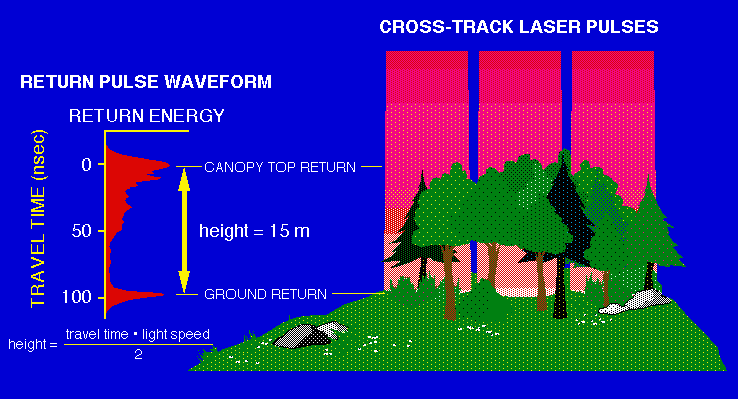 CROSS-TRACK LASER PULSES
RETURN PULSE WAVEFORM
RETURN ENERGY
TRAVEL TIME (nsec)
0
CANOPY TOP RETURN
50
height = 15 m
100
GROUND RETURN
height = travel time • light speed
2